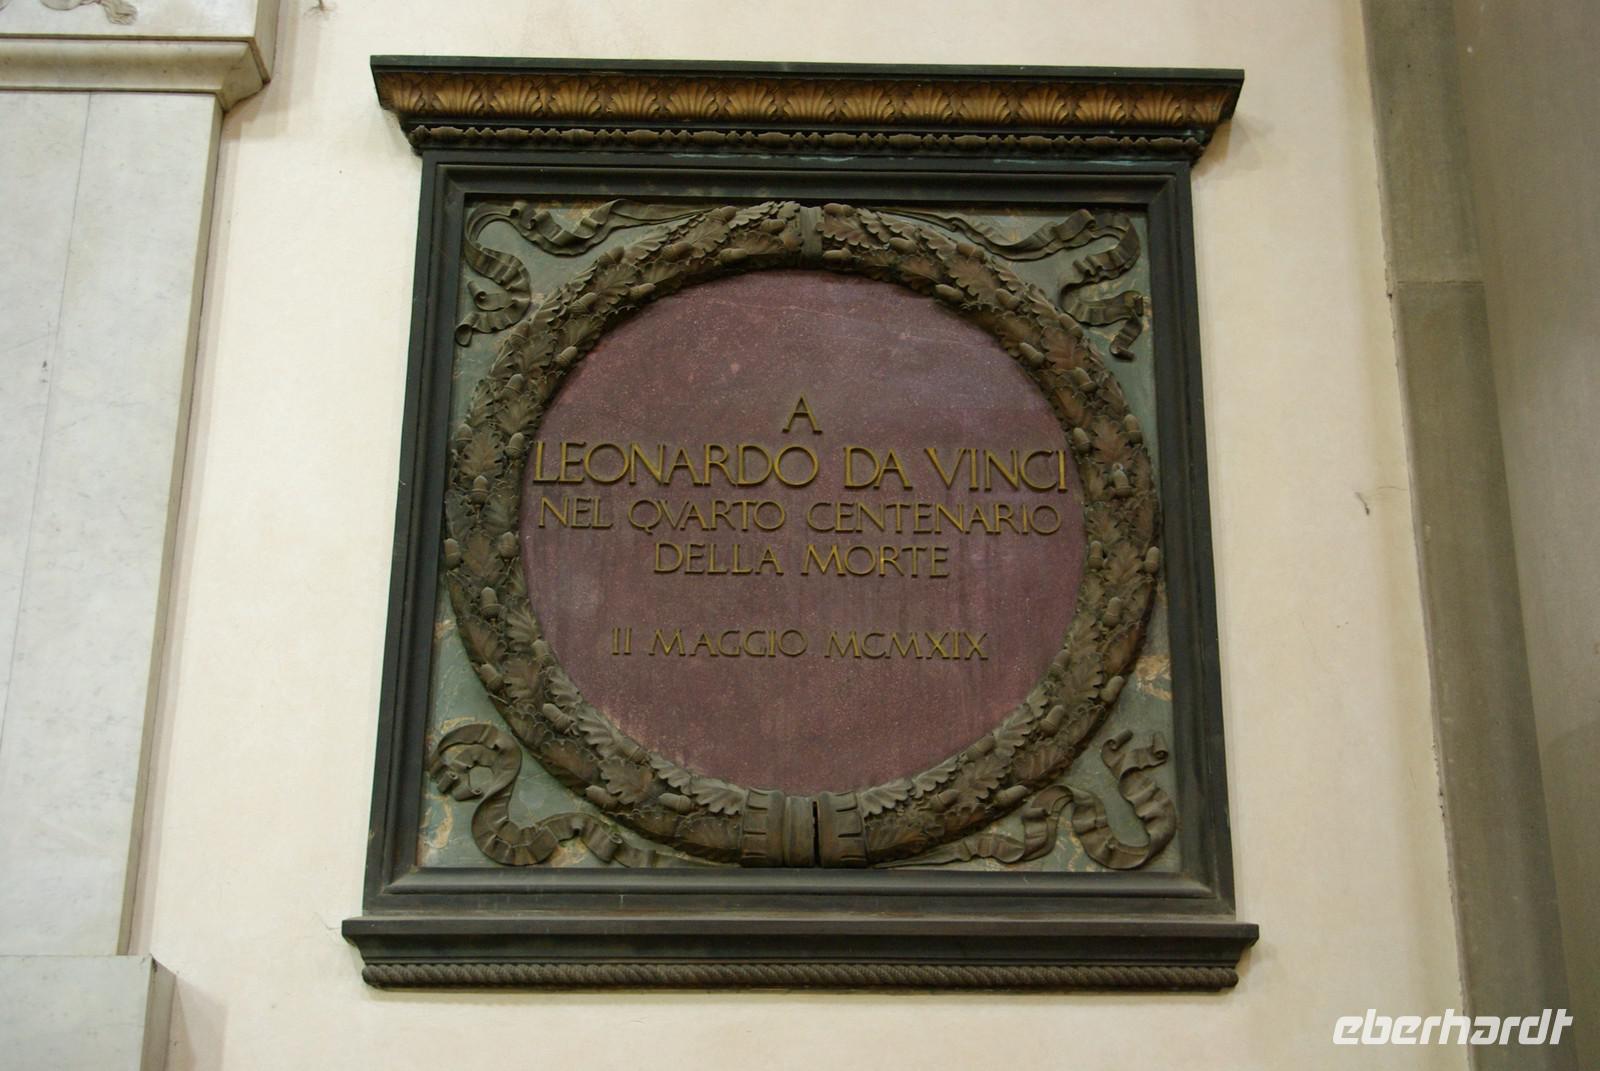 A
LEONARDO DA VINCI
NEL QVARTO CENTENARIO
DELLA MORTE
II MAGGIO MCMXIX
eberhardt